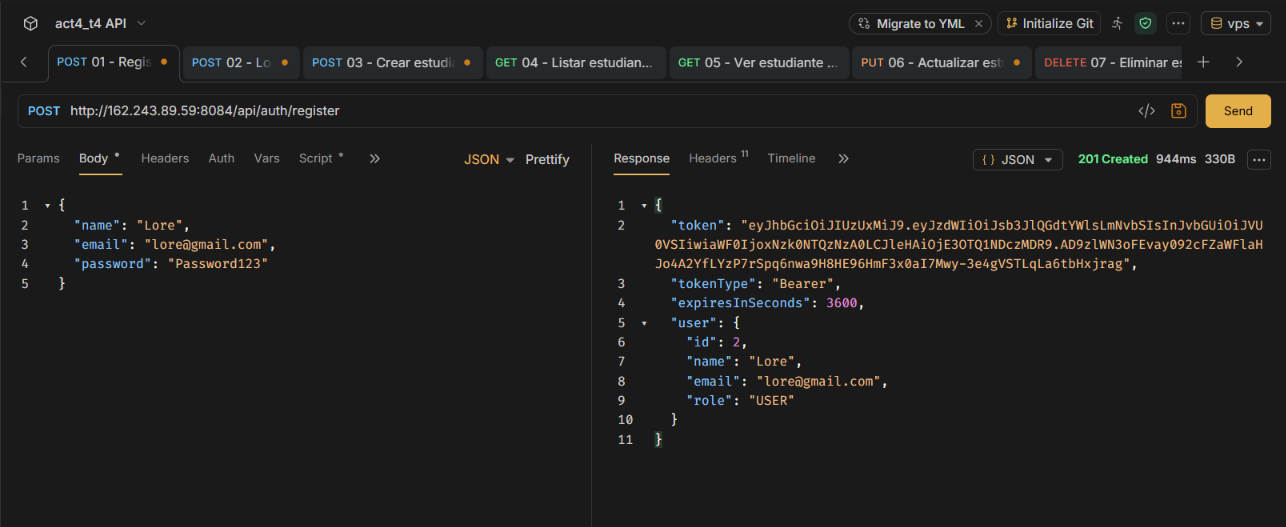 act4_t4 API
Migrate to YML
Initialize Git
vps
POST 01 - Regis
POST 02 - Lo
POST 03 - Crear estudia
GET 04 - Listar estudian...
GET 05 - Ver estudiante ...
PUT 06 - Actualizar est
DELETE 07 - Eliminar es
POST http://162.243.89.59:8084/api/auth/register
Send
Params Body Headers Auth Vars Script
JSON Prettify
Response Headers 11 Timeline
{ } JSON
201 Created 944ms 330B
1 {
2 "name": "Lore",
3 "email": "lore@gmail.com",
4 "password": "Password123"
5 }
1 {
2 "token": "eyJhbGciOiJIUzUxMiJ9.eyJzdWIiOiJsb3JlQGdtYWlsLmNvbSIsInJvbGUiOiJVU
0VSIiwiaWF0IjoxNzk0NTQzNzA0LCJleHAiOjE3OTQ1NDczMDR9.AD9zlWN3oFEvay092cFZaWFlaH
Jo4A2YfLYzP7rSpq6nwa9H8HE96HmF3x0aI7Mwy-3e4gVSTLqLa6tbHxjrag",
3 "tokenType": "Bearer",
4 "expiresInSeconds": 3600,
5 "user": {
6 "id": 2,
7 "name": "Lore",
8 "email": "lore@gmail.com",
9 "role": "USER"
10 }
11 }